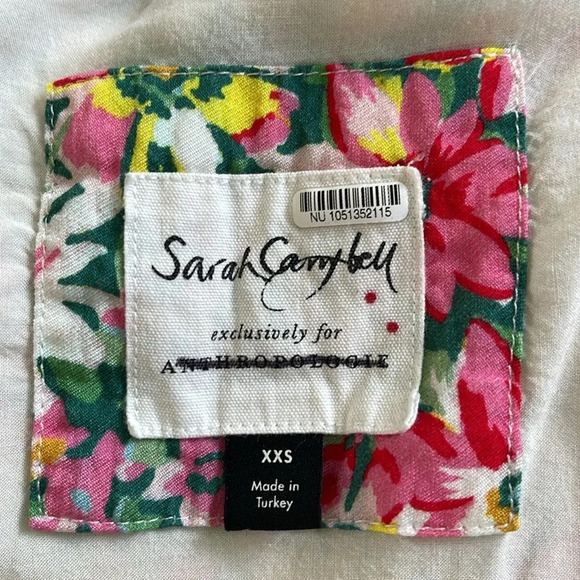 NU 1051352115
Sarah Campbell
exclusively for
ANTHROPOLOGIE
XXS
Made in
Turkey